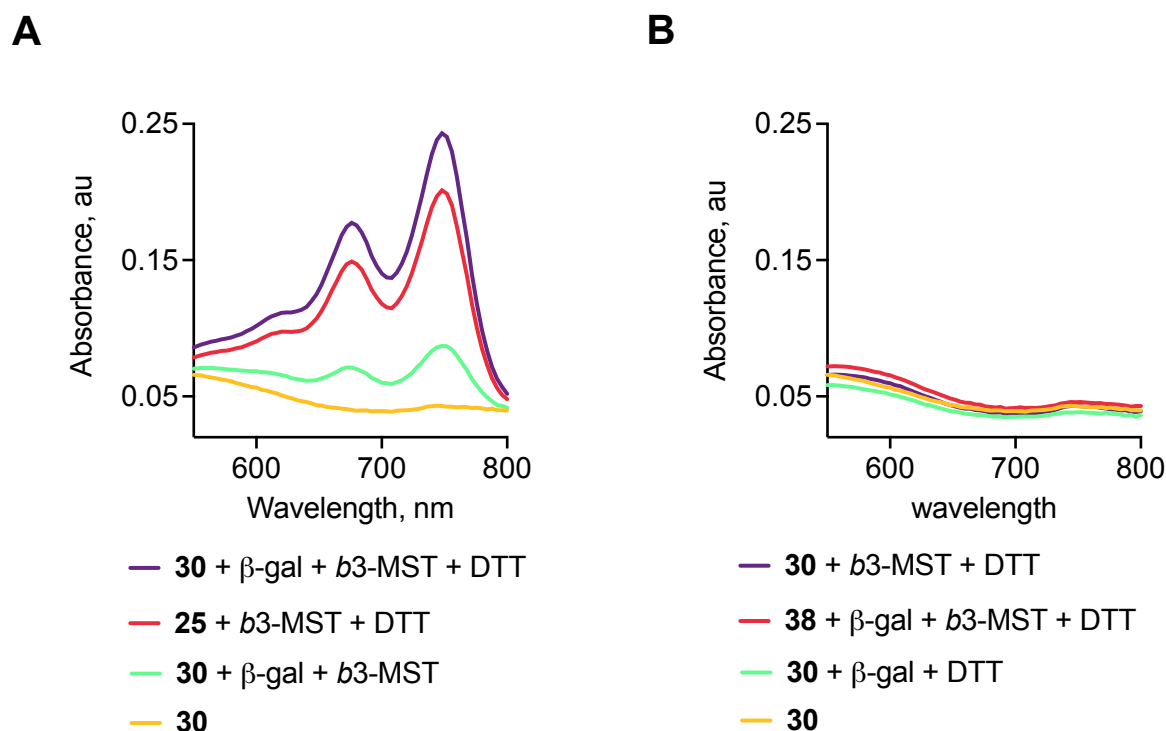 A
B
Absorbance, au
0.25
0.15
0.05
600
700
800
Wavelength, nm
30 + β-gal + b3-MST + DTT
25 + b3-MST + DTT
30 + β-gal + b3-MST
30
Absorbance, au
0.25
0.15
0.05
600
700
800
wavelength
30 + b3-MST + DTT
38 + β-gal + b3-MST + DTT
30 + β-gal + DTT
30